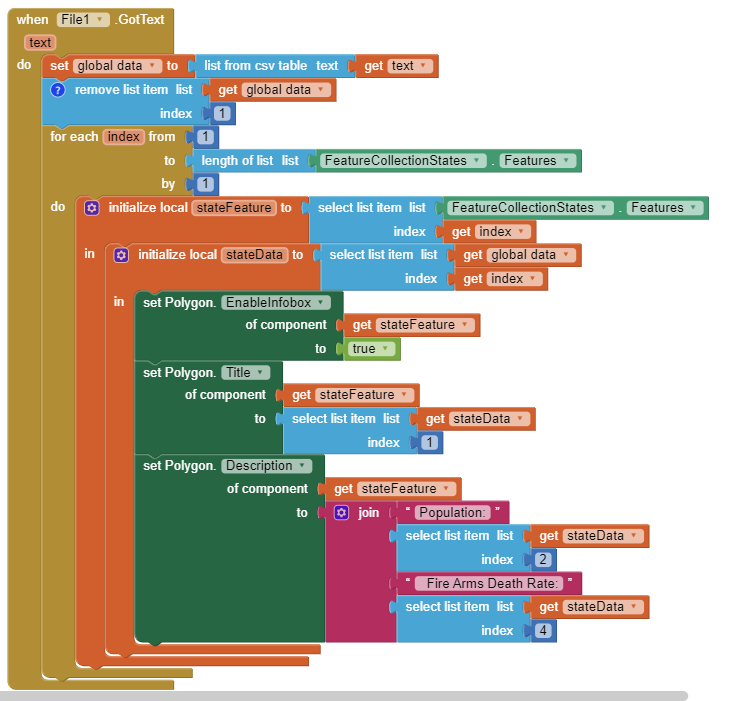 when File1 .GotText
text
do set global data to list from csv table text get text
? remove list item list get global data
index 1
for each index from 1
to length of list list FeatureCollectionStates . Features
by 1
do initialize local stateFeature to select list item list FeatureCollectionStates . Features
index get index
in initialize local stateData to select list item list get global data
index get index
in set Polygon. EnableInfobox
of component get stateFeature
to true
set Polygon. Title
of component get stateFeature
to select list item list get stateData
index 1
set Polygon. Description
of component get stateFeature
to join " Population: "
select list item list get stateData
index 2
" Fire Arms Death Rate: "
select list item list get stateData
index 4